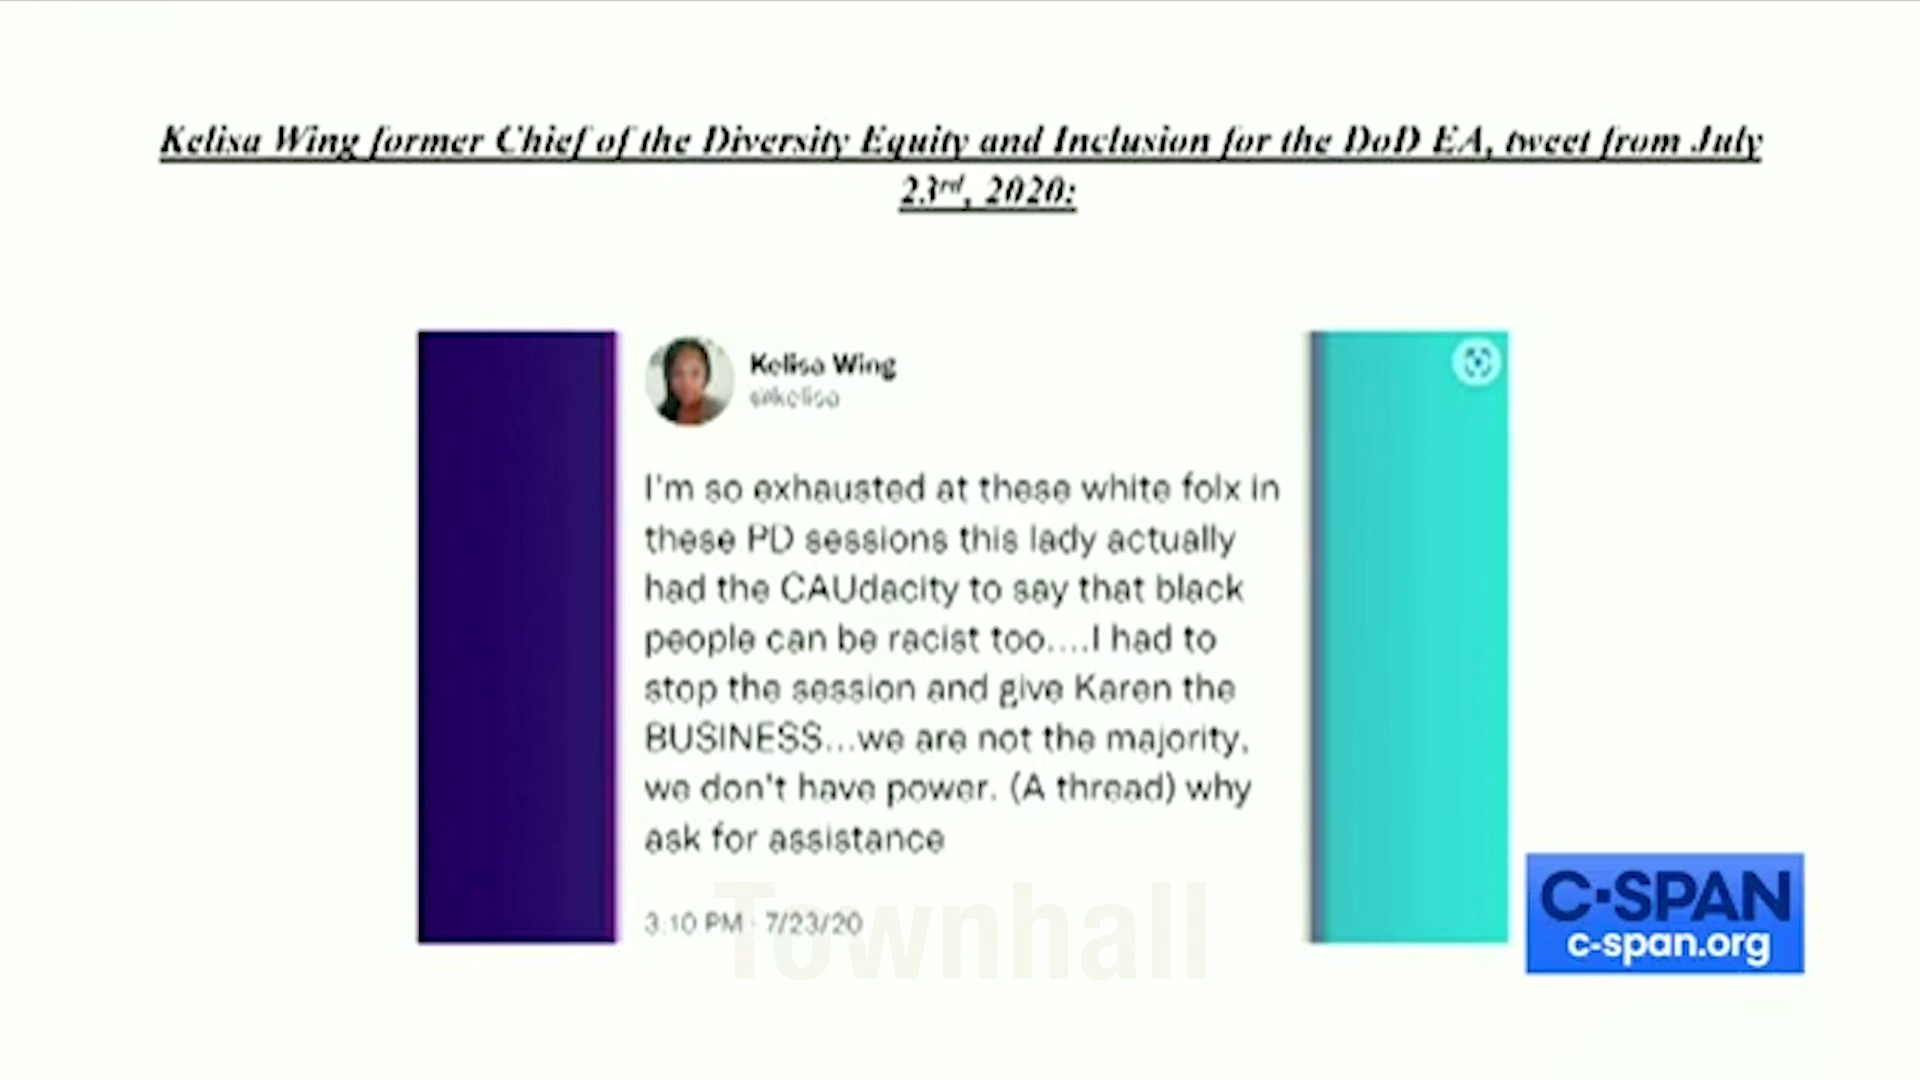 Kelisa Wing former Chief of the Diversity Equity and Inclusion for the DoD EA, tweet from July
23rd, 2020:
Kelisa Wing
@kelisa
I'm so exhausted at these white folx in
these PD sessions this lady actually
had the CAUdacity to say that black
people can be racist too....I had to
stop the session and give Karen the
BUSINESS...we are not the majority,
we don't have power. (A thread) why
ask for assistance
3:10 PM · 7/23/20
Townhall
C-SPAN
c-span.org